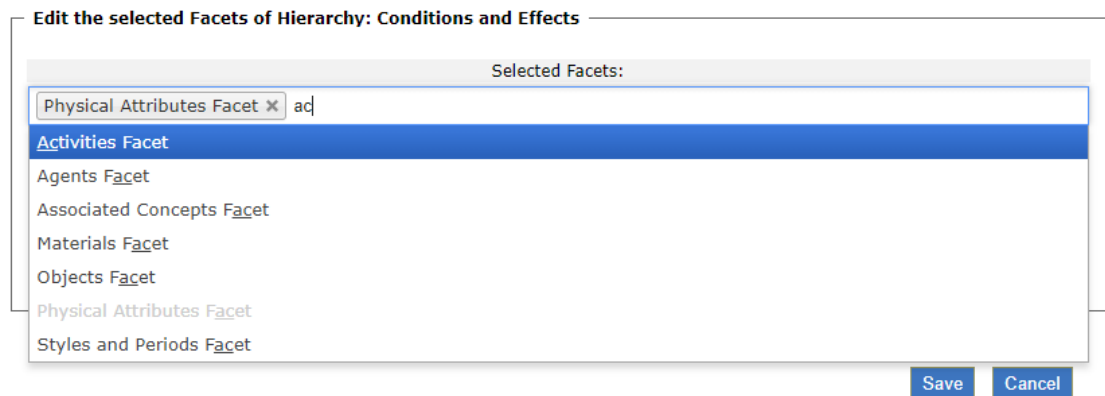 Edit the selected Facets of Hierarchy: Conditions and Effects
Selected Facets:
Physical Attributes Facet × ac
Activities Facet
Agents Facet
Associated Concepts Facet
Materials Facet
Objects Facet
Physical Attributes Facet
Styles and Periods Facet
Save Cancel